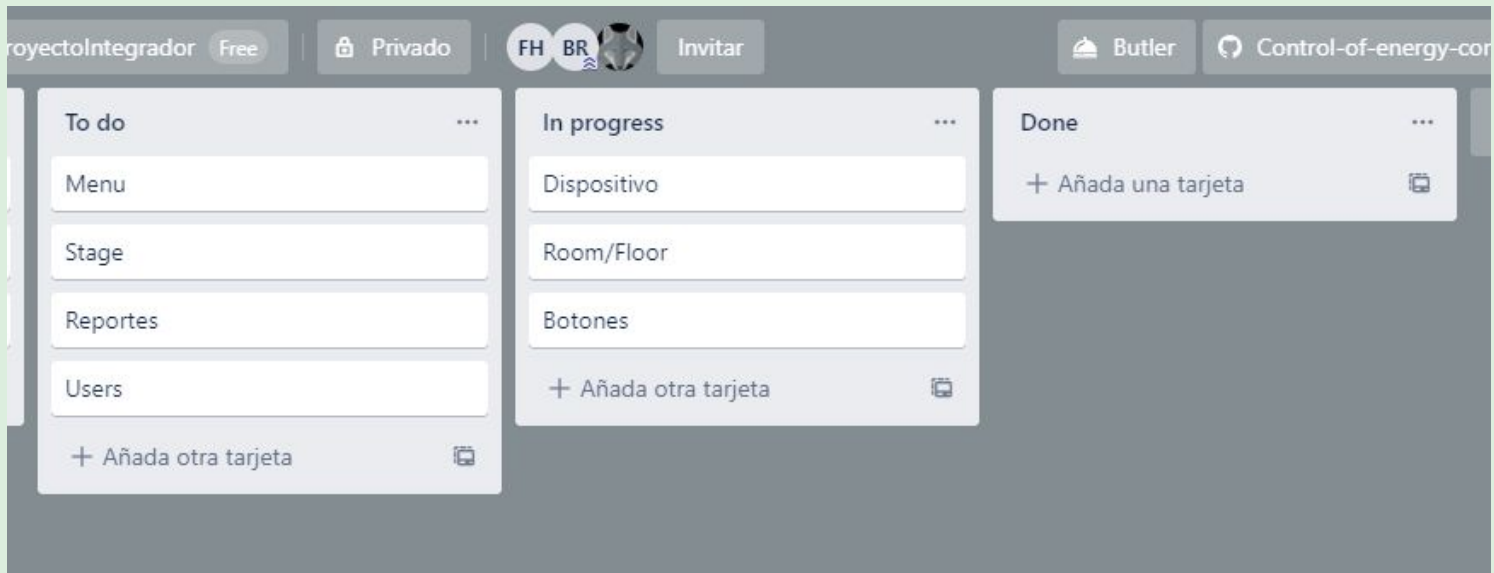 royectoIntegrador Free Privado FH BR Invitar Butler Control-of-energy-cor
To do
Menu
Stage
Reportes
Users
+ Añada otra tarjeta
In progress
Dispositivo
Room/Floor
Botones
+ Añada otra tarjeta
Done
+ Añada una tarjeta